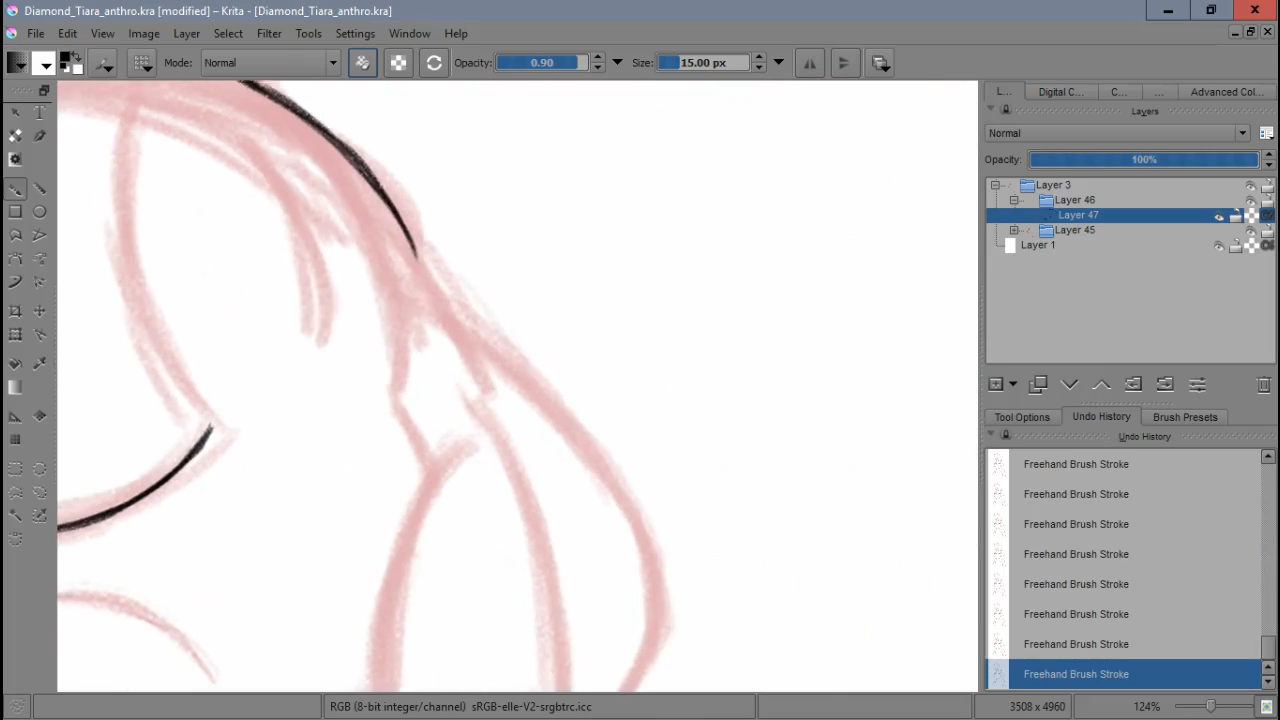 Diamond_Tiara_anthro.kra [modified] – Krita - [Diamond_Tiara_anthro.kra]
File Edit View Image Layer Select Filter Tools Settings Window Help
Mode: Normal Opacity: 0.90 Size: 15.00 px
L... Digital C... C... ... Advanced Col...
Layers
Normal
Opacity: 100%
Layer 3
Layer 46
Layer 47
Layer 45
Layer 1
Tool Options Undo History Brush Presets
Undo History
Freehand Brush Stroke
Freehand Brush Stroke
Freehand Brush Stroke
Freehand Brush Stroke
Freehand Brush Stroke
Freehand Brush Stroke
Freehand Brush Stroke
Freehand Brush Stroke
RGB (8-bit integer/channel) sRGB-elle-V2-srgbtrc.icc 3508 x 4960 124%